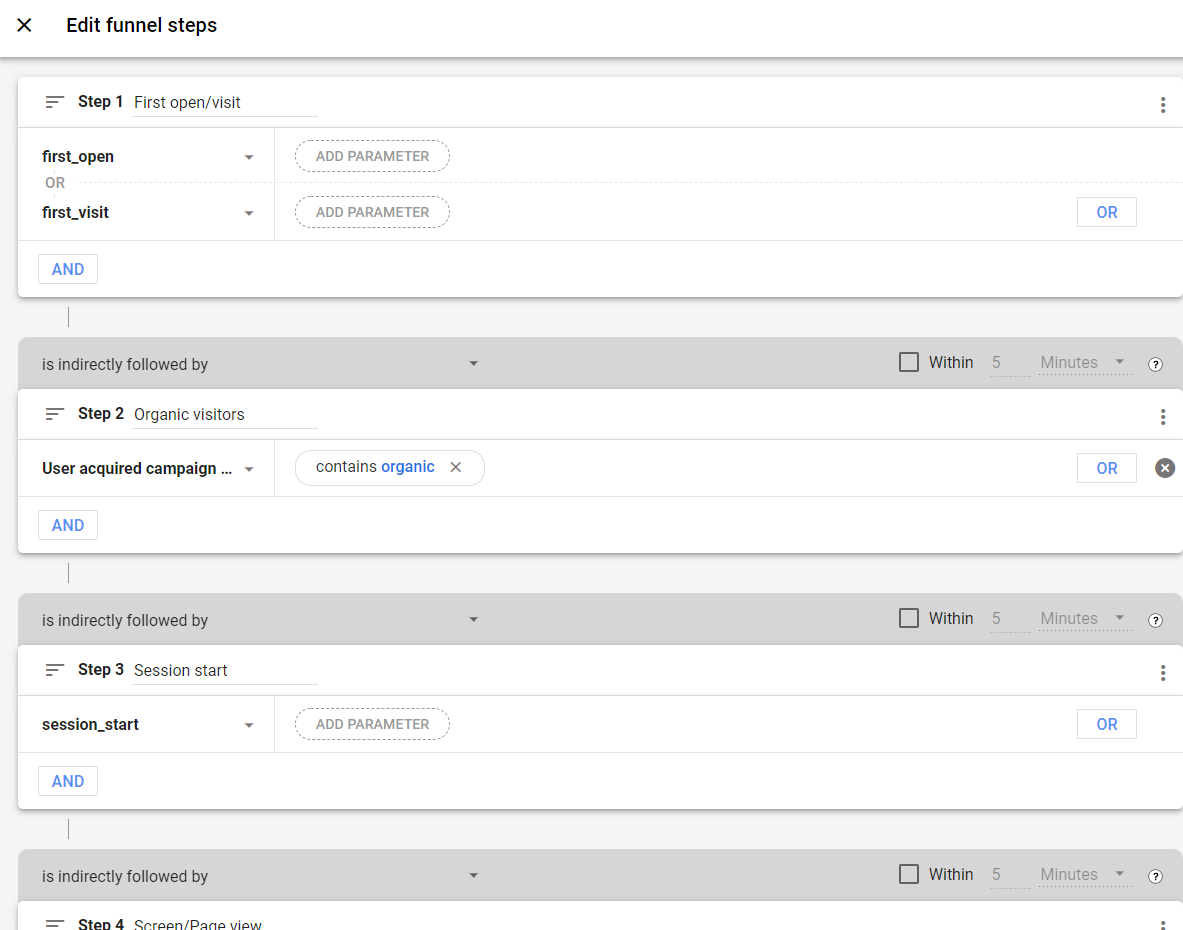 Edit funnel steps
Step 1 First open/visit
first_open ADD PARAMETER
OR
first_visit ADD PARAMETER OR
AND
is indirectly followed by Within 5 Minutes ?
Step 2 Organic visitors
User acquired campaign ... contains organic OR
AND
is indirectly followed by Within 5 Minutes ?
Step 3 Session start
session_start ADD PARAMETER OR
AND
is indirectly followed by Within 5 Minutes ?
Step 4 Screen/Page view